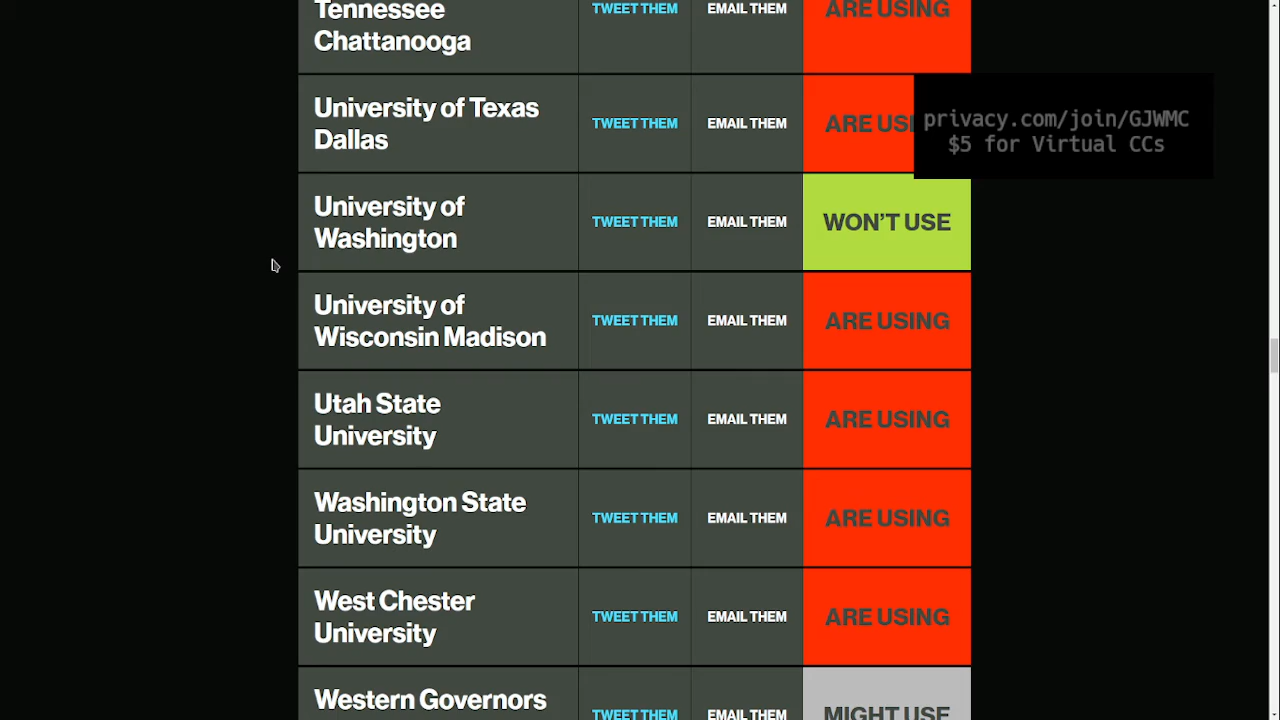 Tennessee
Chattanooga
TWEET THEM
EMAIL THEM
ARE USING
University of Texas
Dallas
TWEET THEM
EMAIL THEM
ARE
privacy.com/join/GJWMC
$5 for Virtual CCs
University of
Washington
TWEET THEM
EMAIL THEM
WON'T USE
University of
Wisconsin Madison
TWEET THEM
EMAIL THEM
ARE USING
Utah State
University
TWEET THEM
EMAIL THEM
ARE USING
Washington State
University
TWEET THEM
EMAIL THEM
ARE USING
West Chester
University
TWEET THEM
EMAIL THEM
ARE USING
Western Governors
TWEET THEM
EMAIL THEM
MIGHT USE